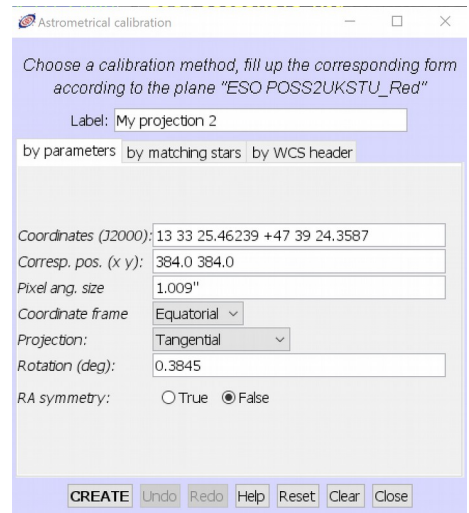 Astrometrical calibration
Choose a calibration method, fill up the corresponding form
according to the plane "ESO POSS2UKSTU_Red"
Label: My projection 2
by parameters by matching stars by WCS header
Coordinates (J2000): 13 33 25.46239 +47 39 24.3587
Corresp. pos. (x y): 384.0 384.0
Pixel ang. size 1.009"
Coordinate frame Equatorial
Projection: Tangential
Rotation (deg): 0.3845
RA symmetry: True False
CREATE Undo Redo Help Reset Clear Close